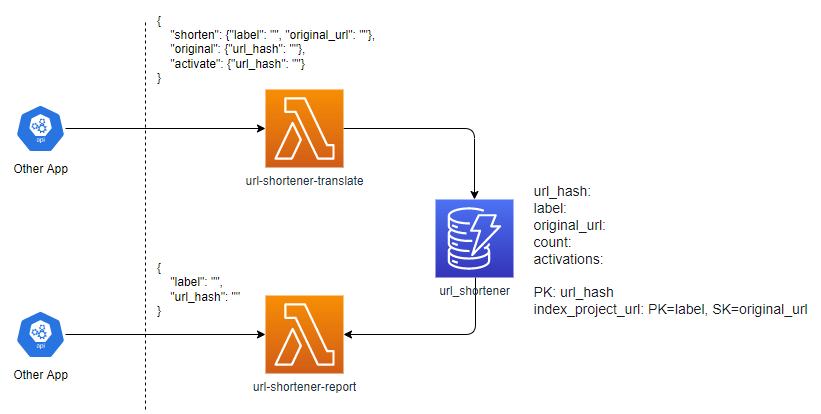 {
"shorten": {"label": "", "original_url": ""},
"original": {"url_hash": ""},
"activate": {"url_hash": ""}
}
api
Other App
url-shortener-translate
url_hash:
label:
original_url:
count:
activations:
PK: url_hash
index_project_url: PK=label, SK=original_url
url_shortener
{
"label": "",
"url_hash": ""
}
api
Other App
url-shortener-report